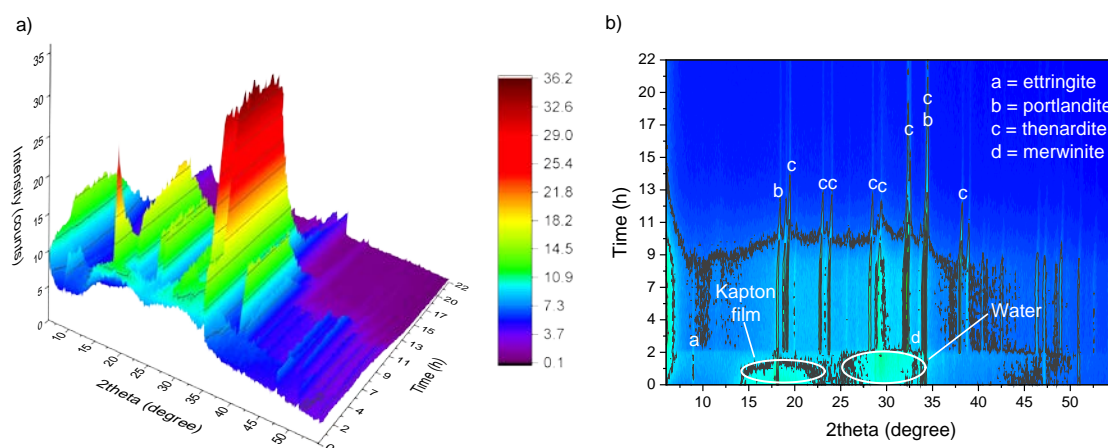 a)
35
30
25
20
15
10
5
0
Intensity (counts)
10
15
20
25
30
35
40
45
50
2theta (degree)
0
2
4
6
7
9
11
13
15
17
20
22
Time (h)
36.2
32.6
29.0
25.4
21.8
18.1
14.5
10.9
7.3
3.7
0.1
b)
22
20
17
15
13
11
9
7
4
2
0
Time (h)
a = ettringite
b = portlandite
c = thenardite
d = merwinite
c
b
c
c
b
cc
cc
c
Kapton
film
Water
a
d
10
15
20
25
30
35
40
45
50
2theta (degree)